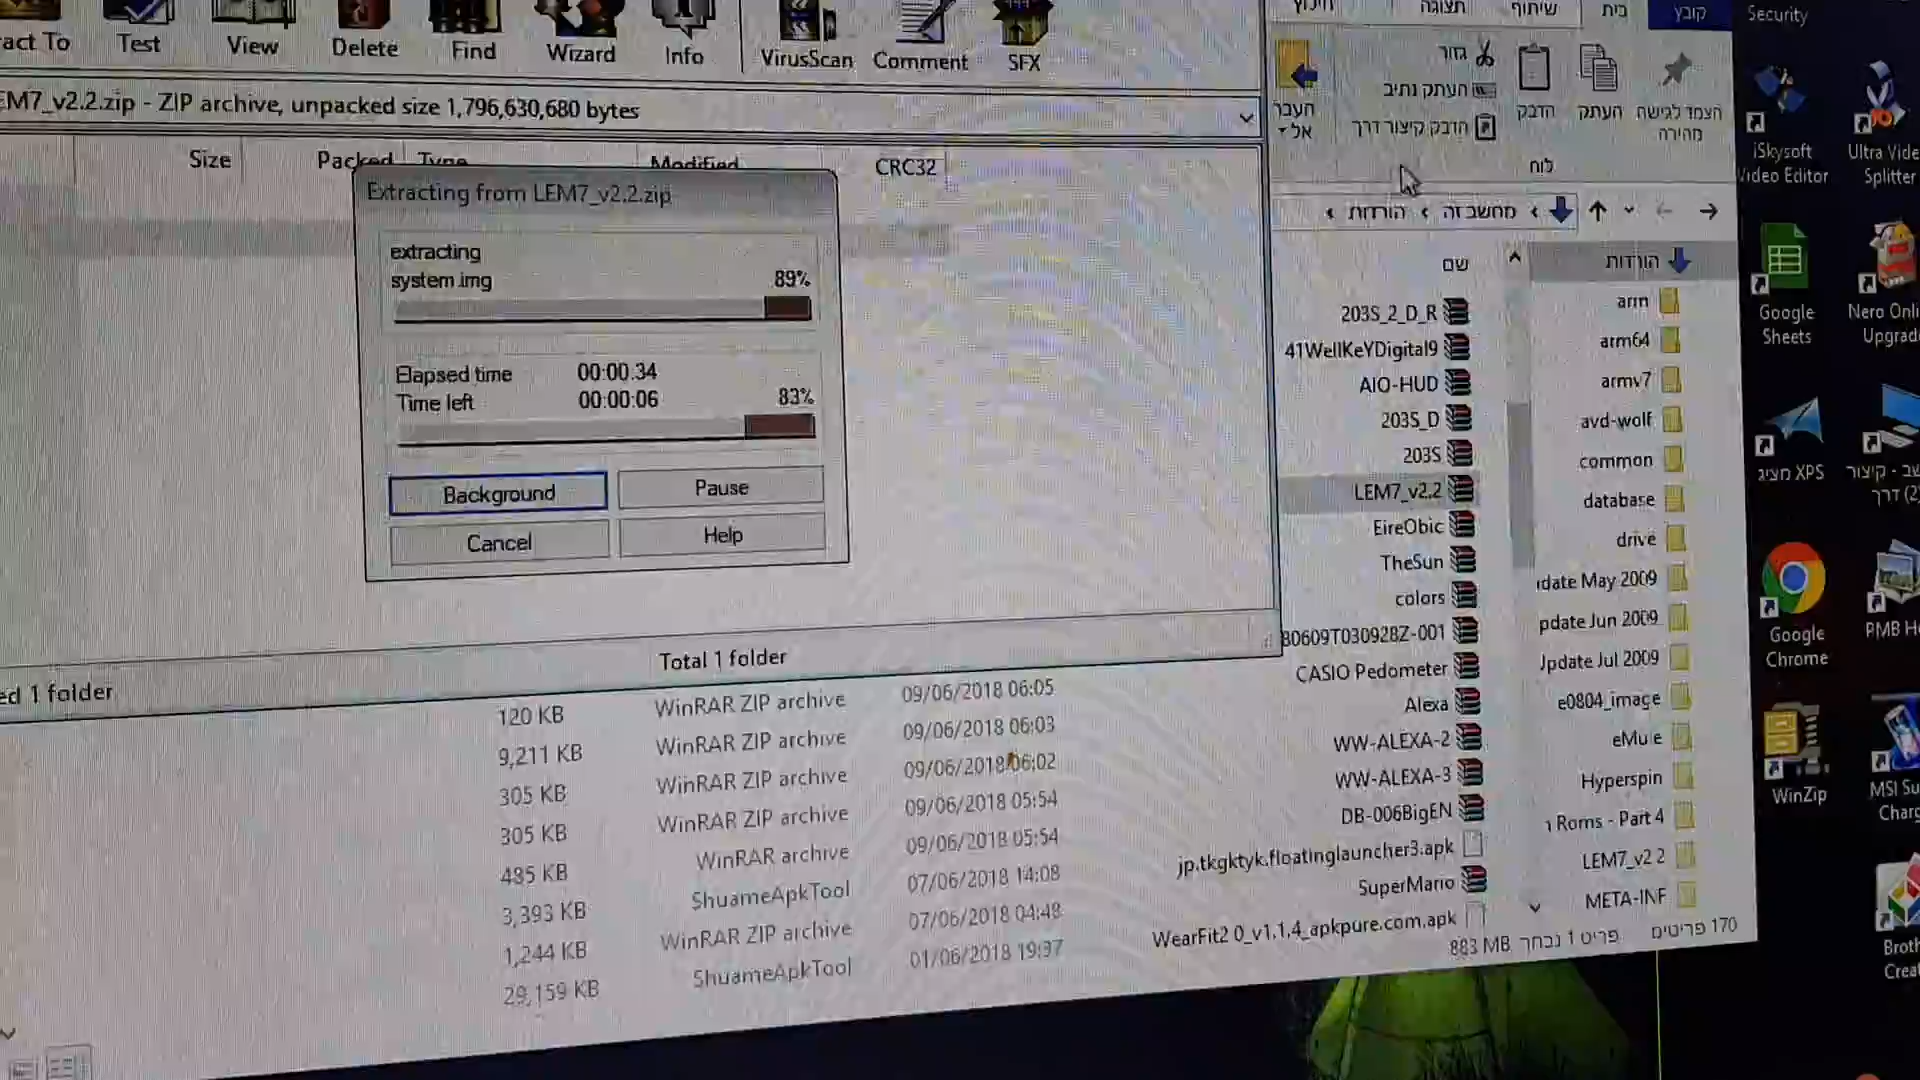 act To
Test
View
Delete
Find
Wizard
Info
VirusScan
Comment
SFX
EM7_v2.2.zip - ZIP archive, unpacked size 1,796,630,680 bytes
Size
Packed
Type
Modified
CRC32
Extracting from LEM7_v2.2.zip
extracting
system.img
89%
Elapsed time
00:00:34
Time left
00:00:06
83%
Background
Pause
Cancel
Help
ed 1 folder
Total 1 folder
120 KB
WinRAR ZIP archive
09/06/2018 06:05
9,211 KB
WinRAR ZIP archive
09/06/2018 06:03
305 KB
WinRAR ZIP archive
09/06/2018 06:02
305 KB
WinRAR ZIP archive
09/06/2018 05:54
485 KB
WinRAR archive
09/06/2018 05:54
3,393 KB
ShuameApkTool
07/06/2018 14:08
1,244 KB
WinRAR ZIP archive
07/06/2018 04:48
29,159 KB
ShuameApkTool
01/06/2018 19:37
קובץ
בית
שיתוף
תצוגה
חילוץ
גזור
העתק נתיב
הדבק קיצור דרך
הדבק
העתק
הצמד לגישה
מהירה
העבר
אל
לוח
מחשב זה
הורדות
שם
203S_2_D_R
41WellKeYDigital9
AIO-HUD
203S_D
203S
LEM7_v2.2
EireObic
TheSun
colors
80609T030928Z-001
CASIO Pedometer
Alexa
WW-ALEXA-2
WW-ALEXA-3
DB-006BigEN
jp.tkgktyk.floatinglauncher3.apk
SuperMario
WearFit2 0_v1.1.4_apkpure.com.apk
הורדות
arm
arm64
armv7
avd-wolf
common
database
drive
date May 2009
pdate Jun 2009
Jpdate Jul 2009
e0804_image
eMule
Hyperspin
Roms - Part 4
LEM7_v2 2
META-INF
170 פריטים
פריט 1 נבחר
883 MB
Security
iSkysoft
Video Editor
Ultra Vide
Splitter
Google
Sheets
Nero Onli
Upgrad
מציג XPS
שב - קיצור
דרך (2)
Google
Chrome
PMB H
WinZip
MSI Su
Charg
Broth
Crea